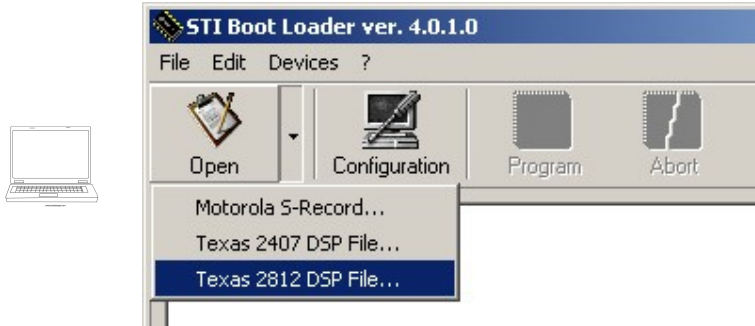 STI Boot Loader ver. 4.0.1.0
File Edit Devices ?
Open Configuration Program Abort
Motorola S-Record...
Texas 2407 DSP File...
Texas 2812 DSP File...